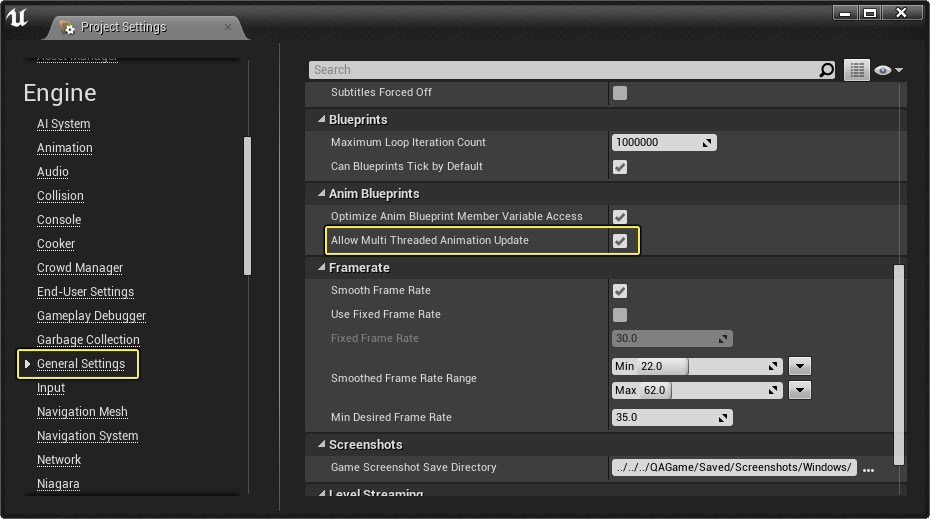 Project Settings
Asset Manager
Engine
AI System
Animation
Audio
Collision
Console
Cooker
Crowd Manager
End-User Settings
Gameplay Debugger
Garbage Collection
General Settings
Input
Navigation Mesh
Navigation System
Network
Niagara
Search
Subtitles Forced Off
Blueprints
Maximum Loop Iteration Count 1000000
Can Blueprints Tick by Default
Anim Blueprints
Optimize Anim Blueprint Member Variable Access
Allow Multi Threaded Animation Update
Framerate
Smooth Frame Rate
Use Fixed Frame Rate
Fixed Frame Rate 30.0
Smoothed Frame Rate Range
Min 22.0
Max 62.0
Min Desired Frame Rate 35.0
Screenshots
Game Screenshot Save Directory ../../../QAGame/Saved/Screenshots/Windows/ ...
Level Streaming